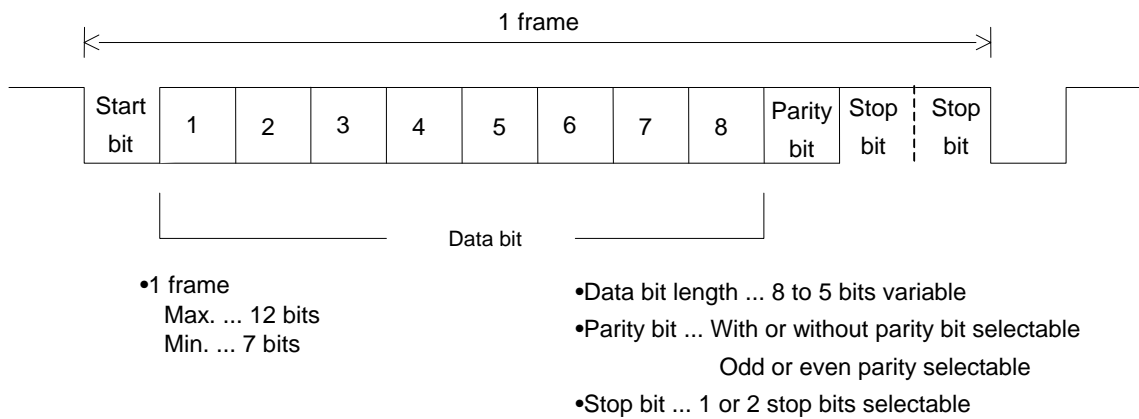 1 frame
Start bit 1 2 3 4 5 6 7 8 Parity bit Stop bit Stop bit
Data bit
•1 frame
Max. ... 12 bits
Min. ... 7 bits
•Data bit length ... 8 to 5 bits variable
•Parity bit ... With or without parity bit selectable
Odd or even parity selectable
•Stop bit ... 1 or 2 stop bits selectable